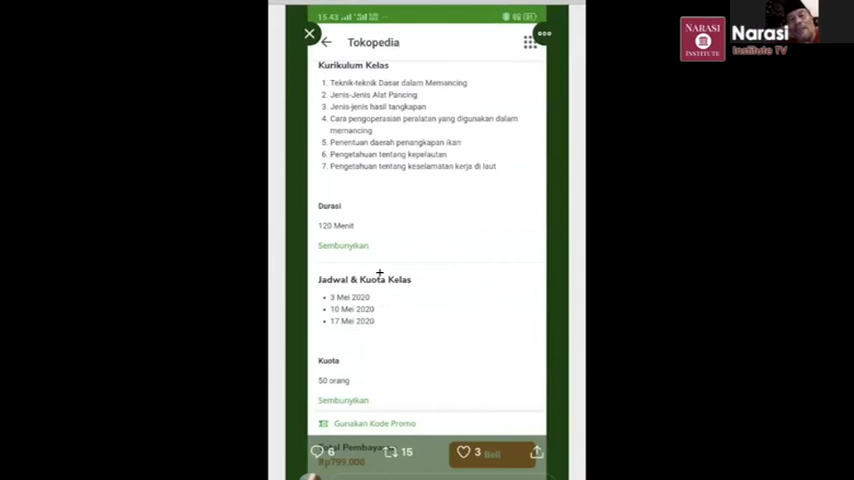 15.43
Tokopedia
Narasi
Institute TV
NARASI
INSTITUTE
Kurikulum Kelas
1. Teknik-teknik Dasar dalam Memancing
2. Jenis-Jenis Alat Pancing
3. Jenis-jenis hasil tangkapan
4. Cara pengoperasian peralatan yang digunakan dalam
memancing
5. Penentuan daerah penangkapan ikan
6. Pengetahuan tentang kepelautan
7. Pengetahuan tentang keselamatan kerja di laut
Durasi
120 Menit
Sembunyikan
Jadwal & Kuota Kelas
• 3 Mei 2020
• 10 Mei 2020
• 17 Mei 2020
Kuota
50 orang
Sembunyikan
Gunakan Kode Promo
Total Pembaya
Rp799.000
6
15
3
Beli